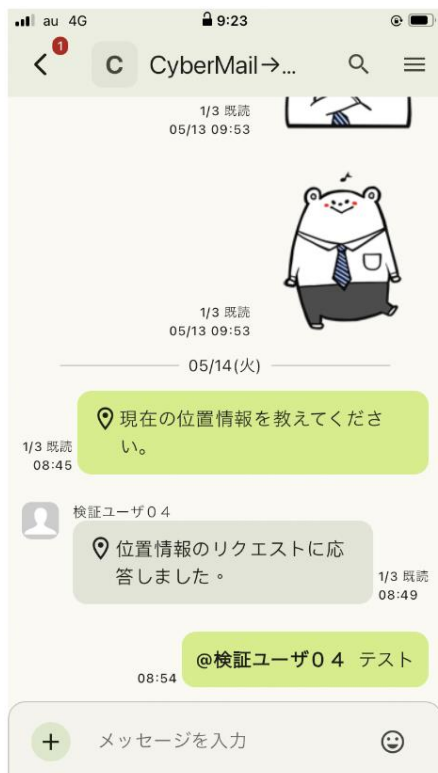 au 4G 9:23
1
C CyberMail→...
1/3 既読
05/13 09:53
1/3 既読
05/13 09:53
05/14(火)
現在の位置情報を教えてくださ
い。
1/3 既読
08:45
検証ユーザ０４
位置情報のリクエストに応
答しました。
1/3 既読
08:49
@検証ユーザ０４ テスト
08:54
メッセージを入力